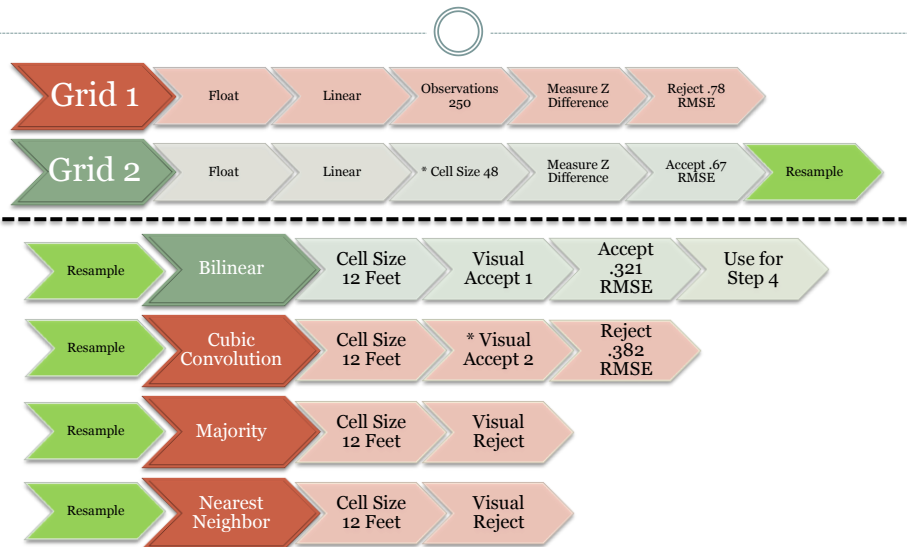 Grid 1
Float
Linear
Observations
250
Measure Z
Difference
Reject .78
RMSE
Grid 2
Float
Linear
* Cell Size 48
Measure Z
Difference
Accept .67
RMSE
Resample
Resample
Bilinear
Cell Size
12 Feet
Visual
Accept 1
Accept
.321
RMSE
Use for
Step 4
Resample
Cubic
Convolution
Cell Size
12 Feet
* Visual
Accept 2
Reject
.382
RMSE
Resample
Majority
Cell Size
12 Feet
Visual
Reject
Resample
Nearest
Neighbor
Cell Size
12 Feet
Visual
Reject